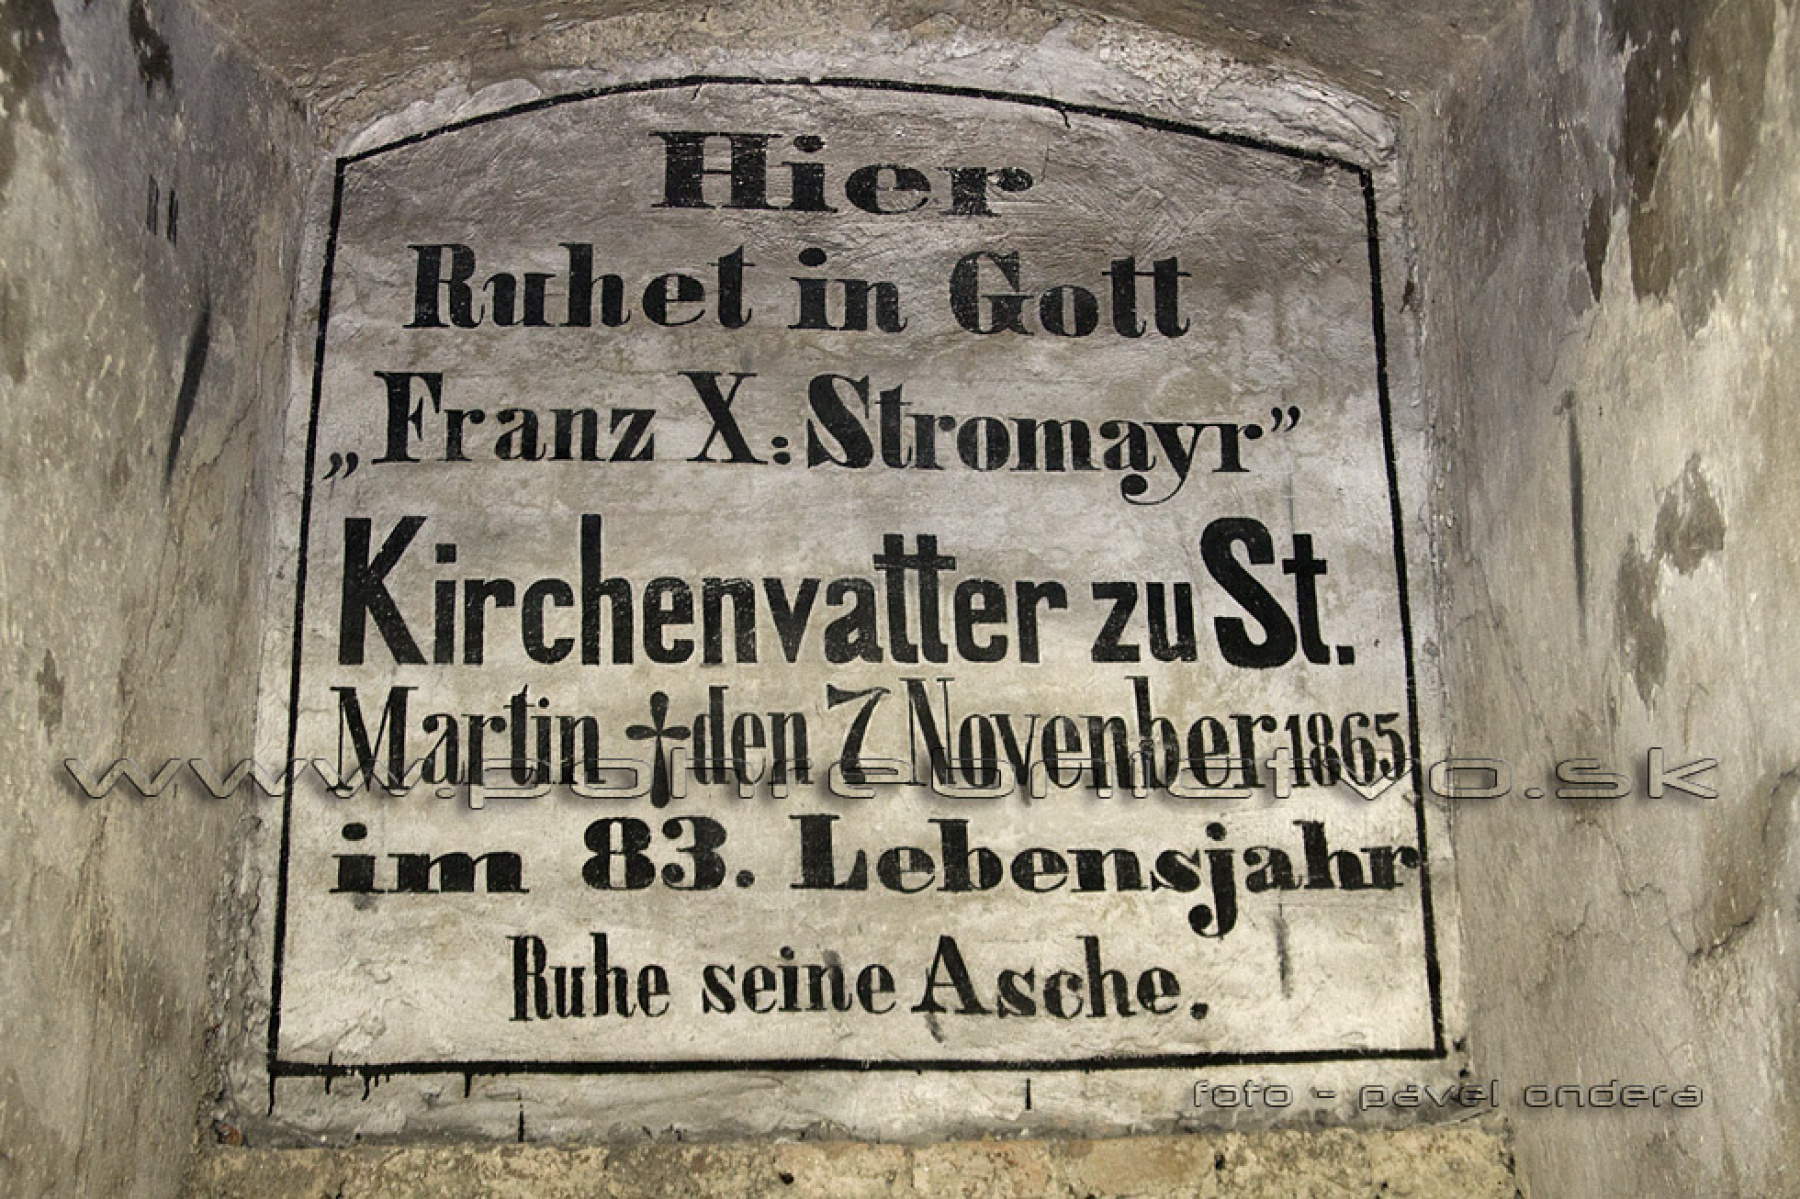 Hier
Ruhet in Gott
„Franz X: Stromayr”
Kirchenvatter zu St.
Martin † den 7 Novenber 1865
im 83. Lebensjahr
Ruhe seine Asche.
www.pohrebnictvo.sk
foto - pavel ondera